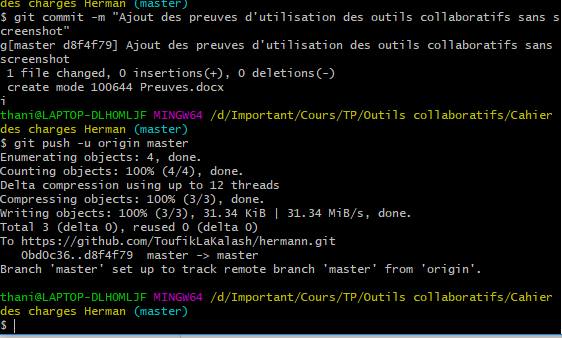 des charges Herman (master)
$ git commit -m "Ajout des preuves d'utilisation des outils collaboratifs sans s
creenshot"
g[master d8f4f79] Ajout des preuves d'utilisation des outils collaboratifs sans
screenshot
 1 file changed, 0 insertions(+), 0 deletions(-)
 create mode 100644 Preuves.docx
i
thani@LAPTOP-DLHOMLJF MINGW64 /d/Important/Cours/TP/Outils collaboratifs/Cahier
des charges Herman (master)
$ git push -u origin master
Enumerating objects: 4, done.
Counting objects: 100% (4/4), done.
Delta compression using up to 12 threads
Compressing objects: 100% (3/3), done.
Writing objects: 100% (3/3), 31.34 KiB | 31.34 MiB/s, done.
Total 3 (delta 0), reused 0 (delta 0)
To https://github.com/ToufikLaKalash/hermann.git
   0bd0c36..d8f4f79  master -> master
Branch 'master' set up to track remote branch 'master' from 'origin'.
thani@LAPTOP-DLHOMLJF MINGW64 /d/Important/Cours/TP/Outils collaboratifs/Cahier
des charges Herman (master)
$